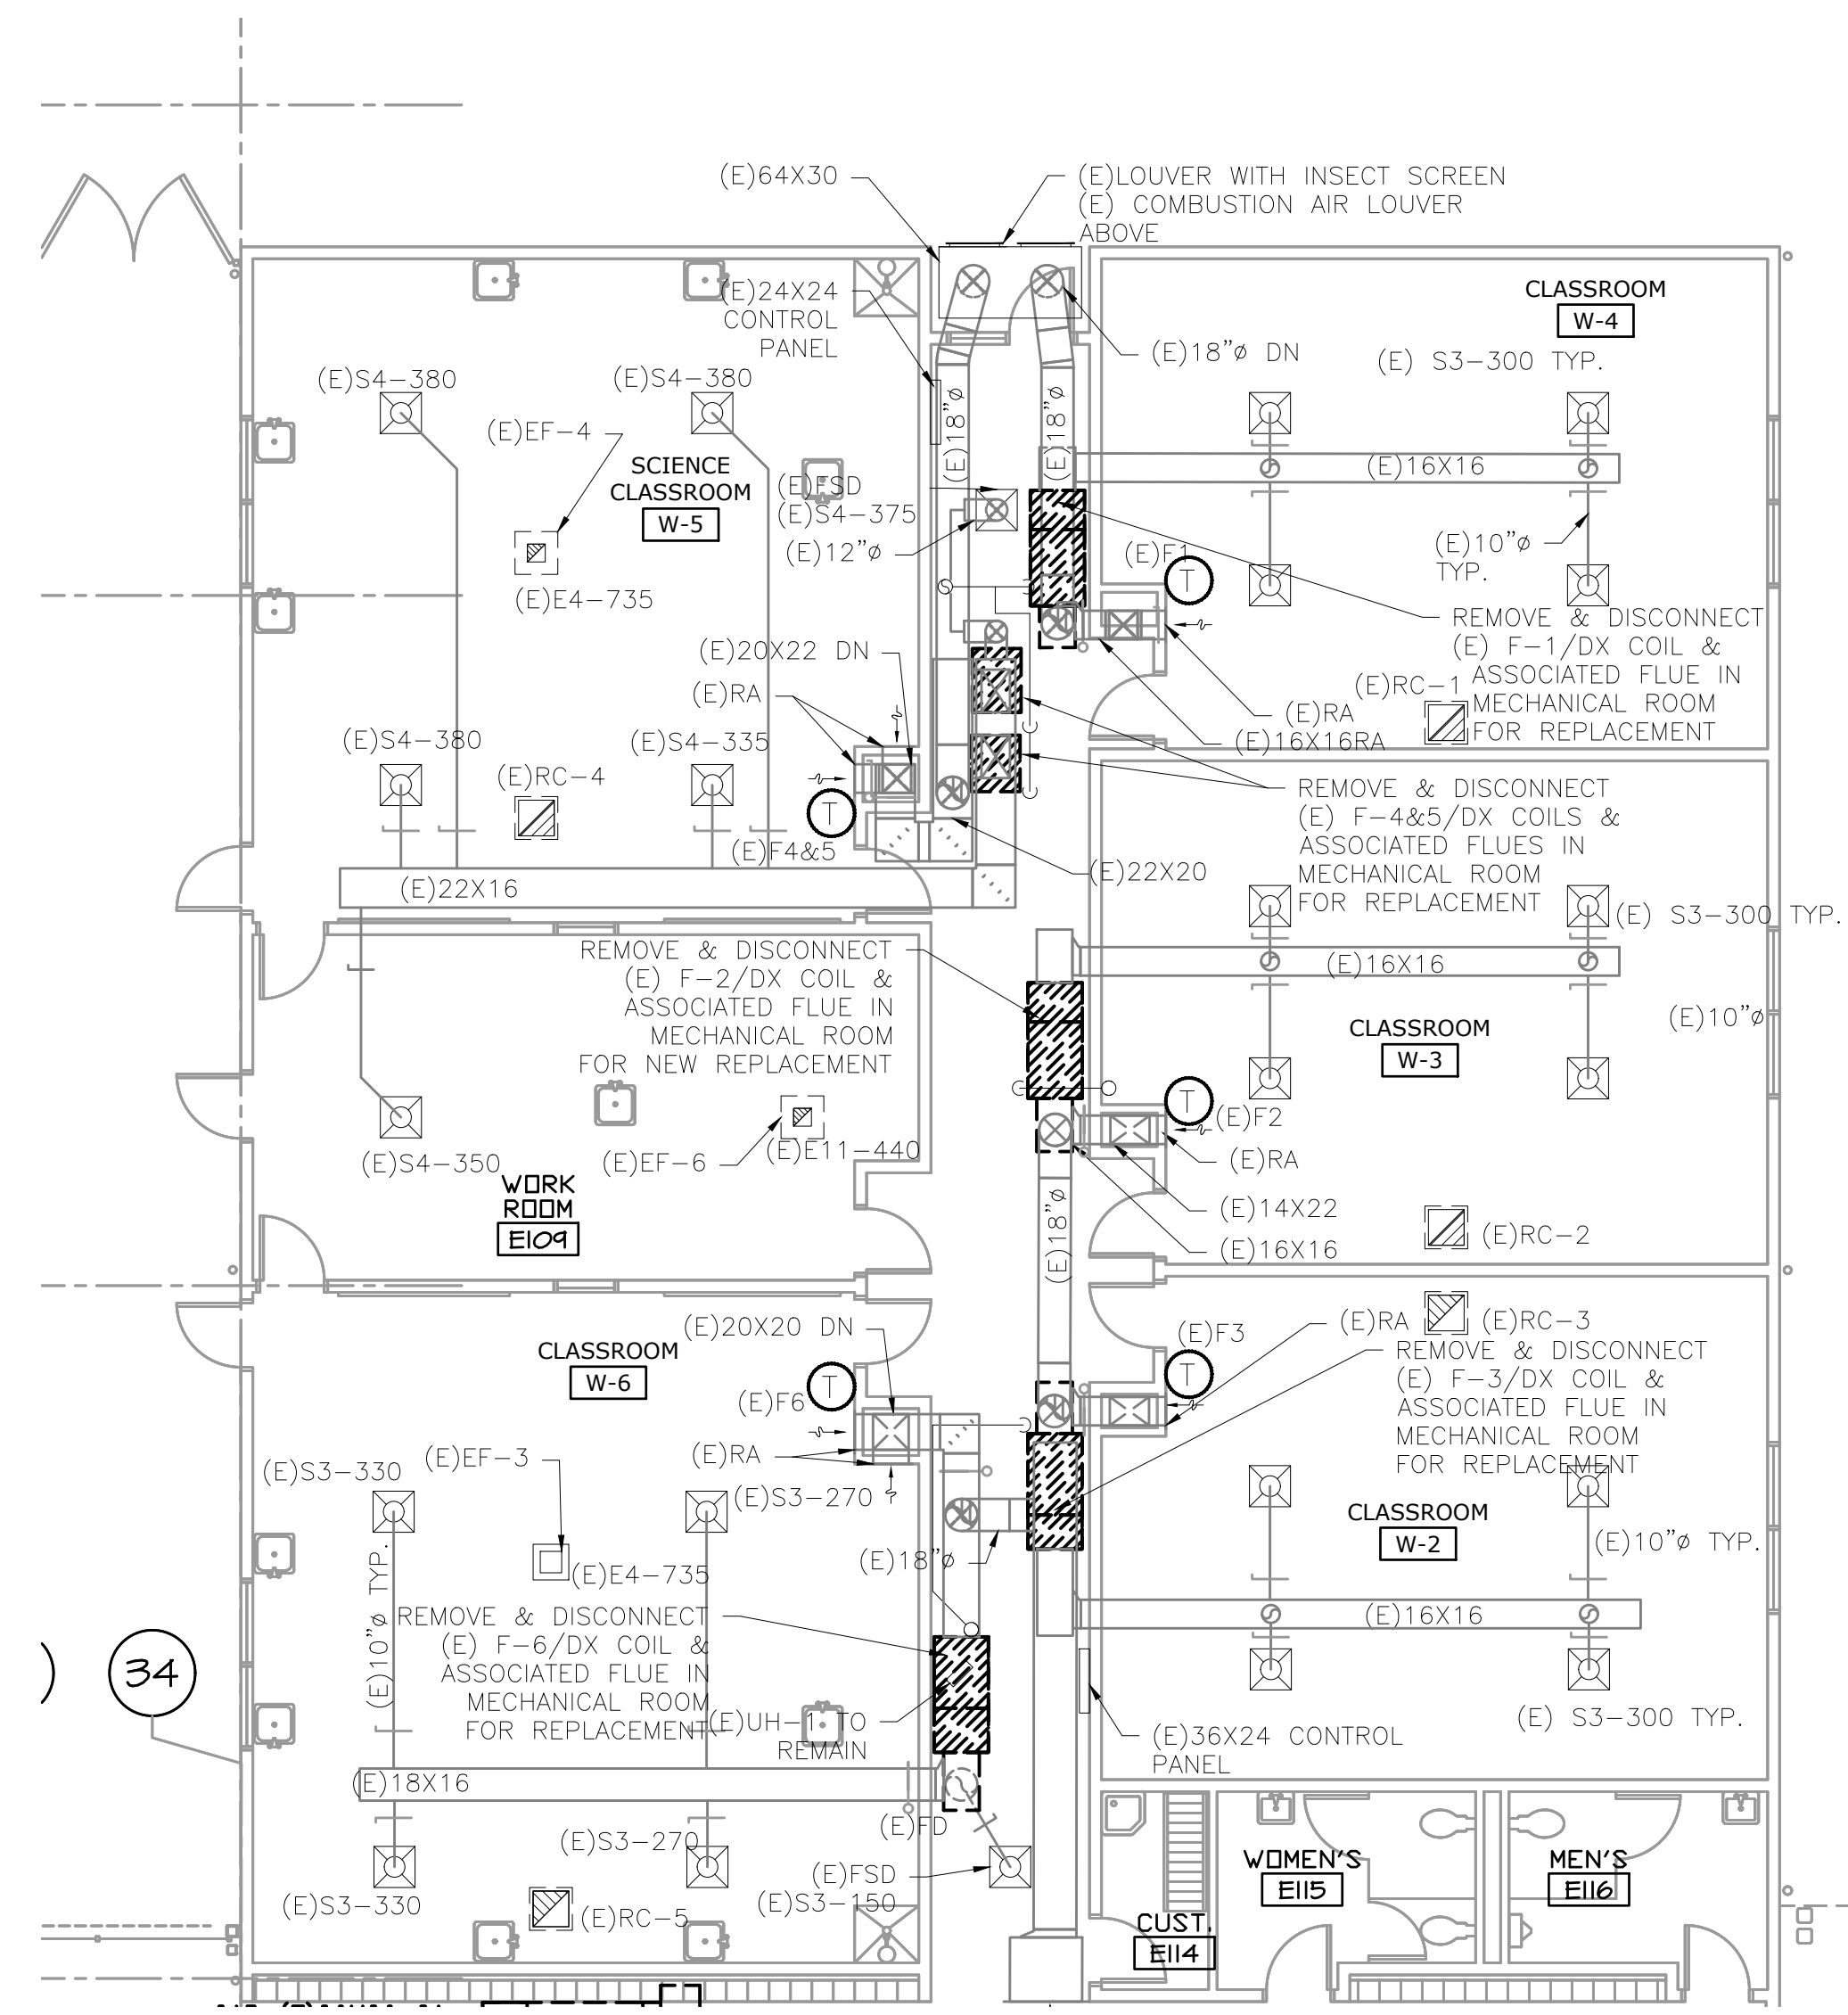 (E)64X30
(E)LOUVER WITH INSECT SCREEN
(E) COMBUSTION AIR LOUVER
ABOVE
(E)24X24
CONTROL
PANEL
(E)18"ø DN
CLASSROOM
W-4
(E) S3-300 TYP.
(E)S4-380
(E)S4-380
(E)EF-4
SCIENCE
CLASSROOM
W-5
(E)18"ø
(E)18"ø
(E)16X16
(E)FSD
(E)S4-375
(E)12"ø
(E)10"ø
TYP.
(E)F1
T
(E)E4-735
REMOVE & DISCONNECT
(E) F-1/DX COIL &
ASSOCIATED FLUE IN
MECHANICAL ROOM
FOR REPLACEMENT
(E)20X22 DN
(E)RA
(E)RC-1
(E)RA
(E)16X16RA
(E)S4-380
(E)S4-335
(E)RC-4
T
(E)F4&5
REMOVE & DISCONNECT
(E) F-4&5/DX COILS &
ASSOCIATED FLUES IN
MECHANICAL ROOM
FOR REPLACEMENT
(E)22X20
(E)22X16
(E) S3-300 TYP.
REMOVE & DISCONNECT
(E) F-2/DX COIL &
ASSOCIATED FLUE IN
MECHANICAL ROOM
FOR NEW REPLACEMENT
(E)16X16
(E)10"ø
CLASSROOM
W-3
T
(E)F2
(E)S4-350
(E)EF-6
(E)E11-440
(E)RA
WORK
ROOM
E109
(E)18"ø
(E)14X22
(E)16X16
(E)RC-2
(E)20X20 DN
(E)F3
T
(E)RA
(E)RC-3
REMOVE & DISCONNECT
(E) F-3/DX COIL &
ASSOCIATED FLUE IN
MECHANICAL ROOM
FOR REPLACEMENT
CLASSROOM
W-6
T
(E)F6
(E)RA
(E)S3-330
(E)EF-3
(E)S3-270
CLASSROOM
W-2
(E)10"ø TYP.
(E)18"ø
(E)E4-735
(E)10"ø TYP.
REMOVE & DISCONNECT
(E) F-6/DX COIL &
ASSOCIATED FLUE IN
MECHANICAL ROOM
FOR REPLACEMENT
(E)UH-1 TO
REMAIN
(E)16X16
34
(E) S3-300 TYP.
(E)36X24 CONTROL
PANEL
(E)18X16
(E)FD
(E)S3-270
(E)FSD
(E)S3-150
(E)S3-330
(E)RC-5
WOMEN'S
E115
MEN'S
E116
CUST.
E114